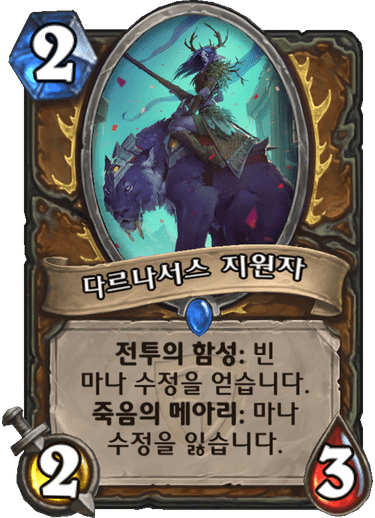 2
다르나서스 지원자
전투의 함성: 빈
마나 수정을 얻습니다.
죽음의 메아리: 마나
수정을 잃습니다.
2
3